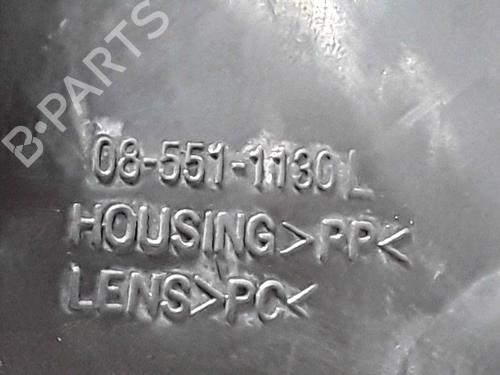 B-PARTS
08-551-1130 L
HOUSING>PP<
LENS>PC<